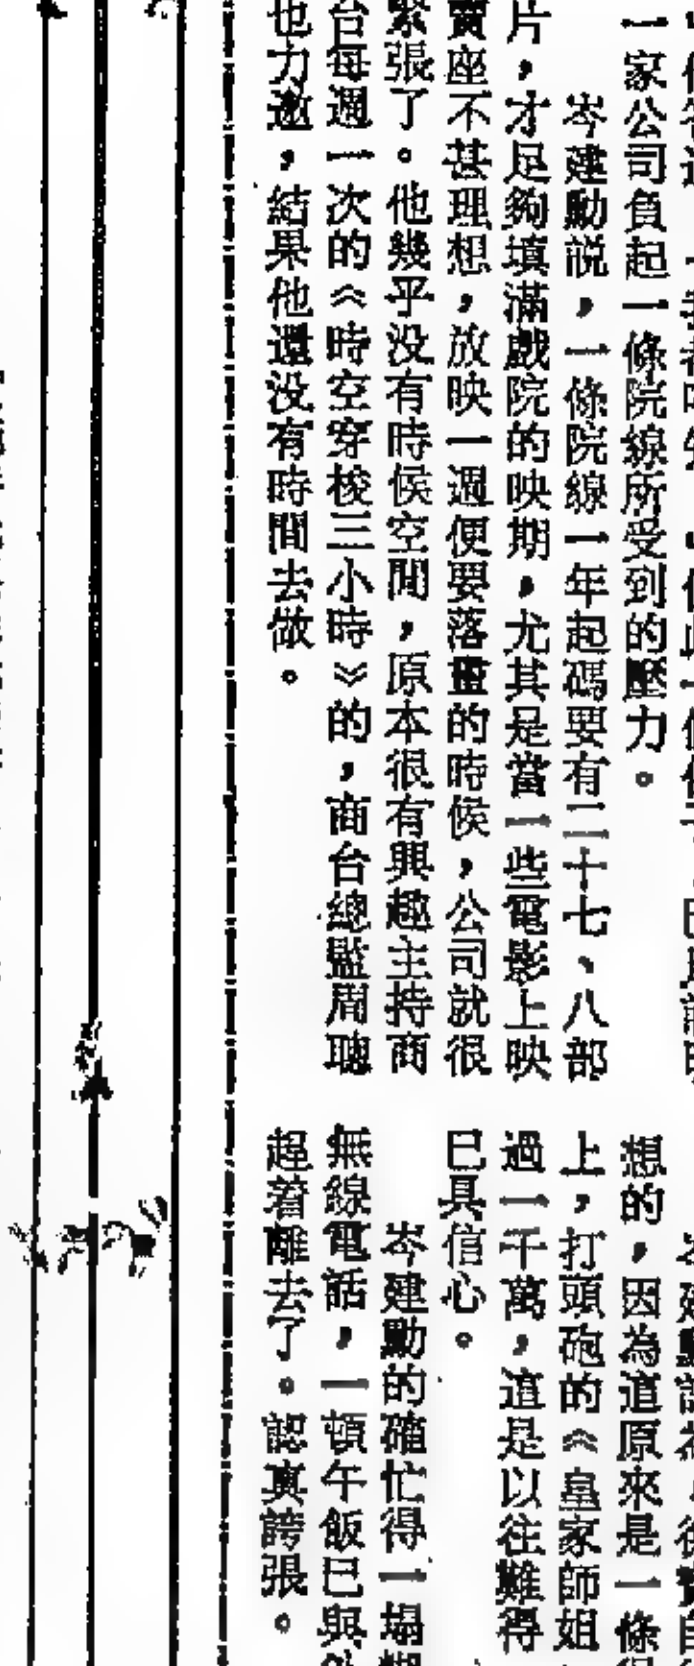 一家公司負起一條院線所受到的壓力。
岑建勳説，一條院線一年起碼要有二十七、八部
片，才足夠填滿戲院的映期，尤其是當一些電影上映
賣座不甚理想，放映一週便要落畫的時候，公司就很
緊張了。他幾乎没有時候空閒，原本很有興趣主持商
台每週一次的《時空穿梭三小時》的，商台總監周聰
也力邀，結果他還没有時間去做。
想的，因為這原來是一條
上，打頭砲的《皇家師姐
過一千萬，這是以往難得
已具信心。
岑建勳的確忙得一塌
無線電話，一頓午飯已與
趕着離去了。認真誇張。